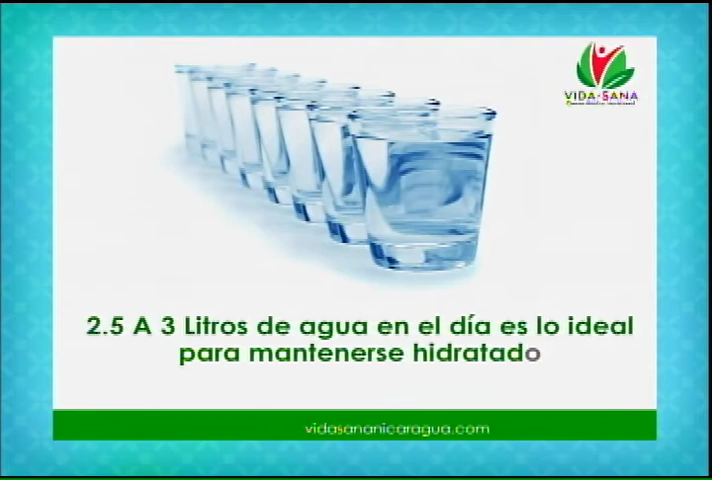 VIDA SANA
2.5 A 3 Litros de agua en el día es lo ideal
para mantenerse hidratado
vidasananicaragua.com